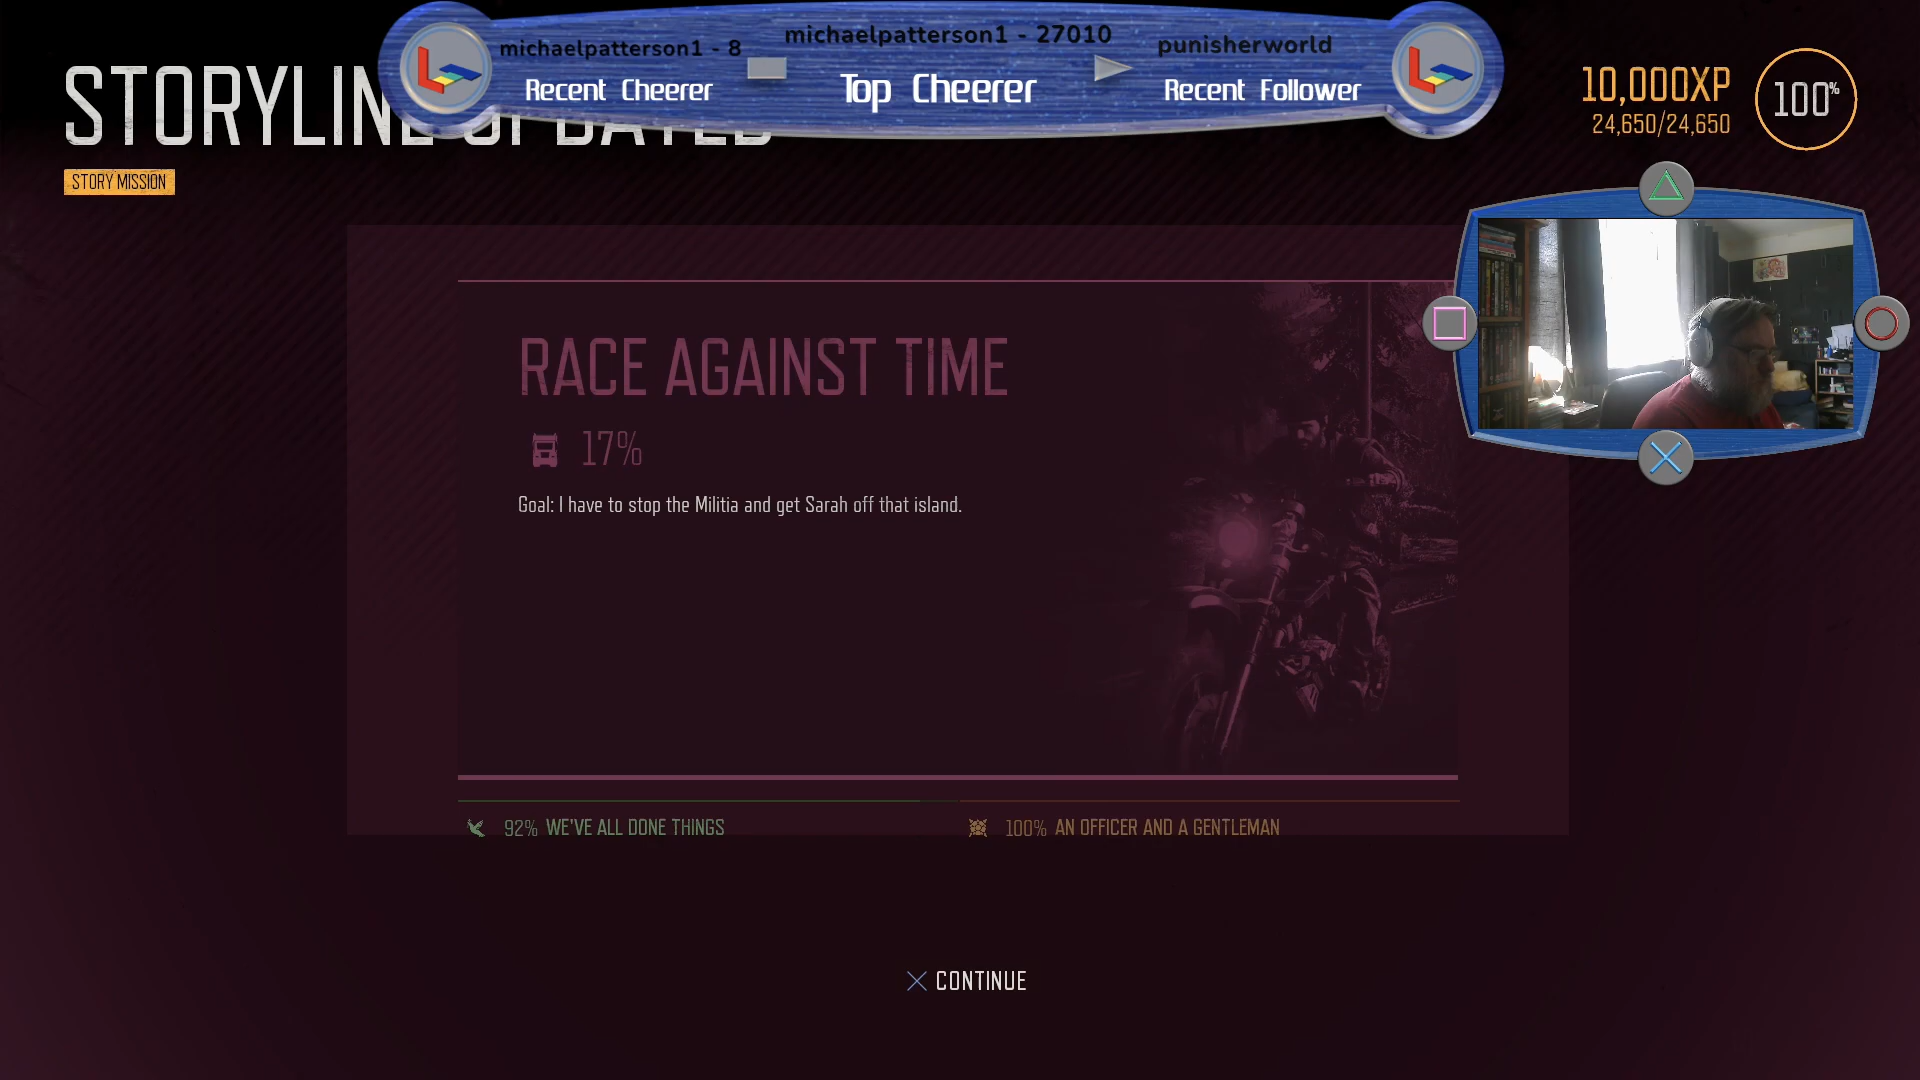 michaelpatterson1 - 8
Recent Cheerer
michaelpatterson1 - 27010
Top Cheerer
punisherworld
Recent Follower
STORYLINE UPDATED
STORY MISSION
10,000XP
24,650/24,650
100%
RACE AGAINST TIME
17%
Goal: I have to stop the Militia and get Sarah off that island.
92% WE'VE ALL DONE THINGS
100% AN OFFICER AND A GENTLEMAN
CONTINUE